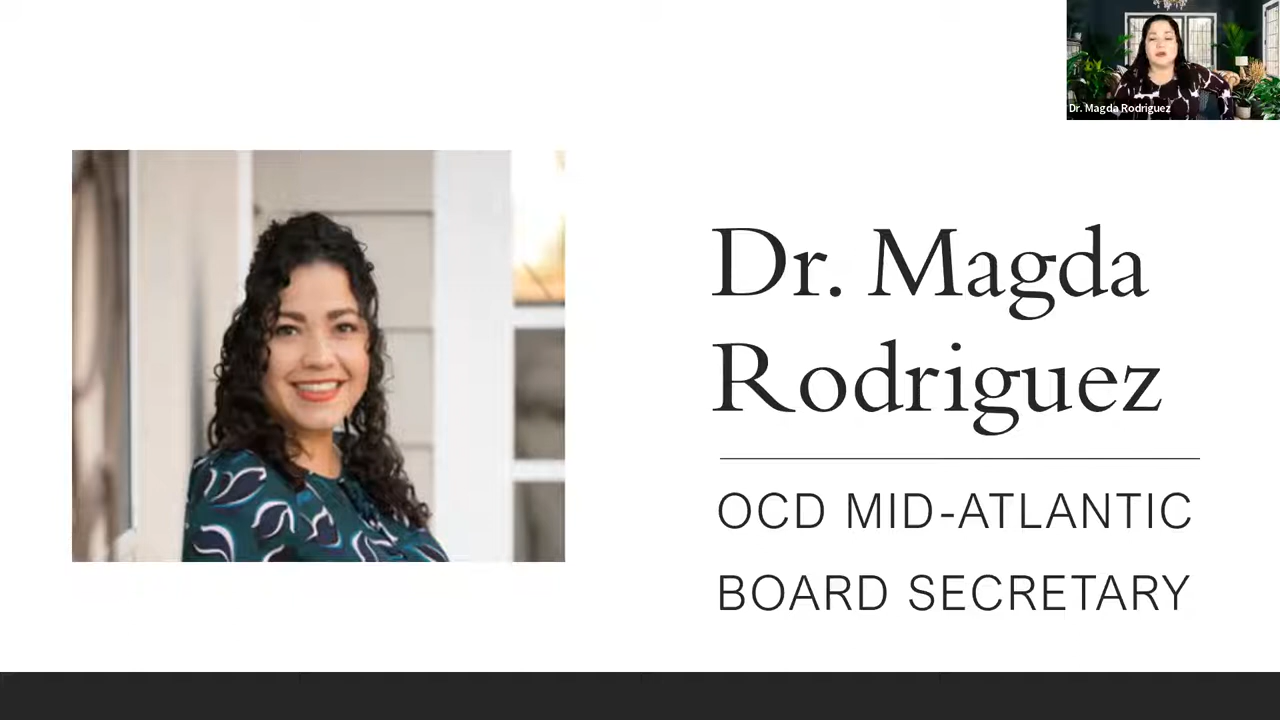 Dr. Magda Rodriguez
Dr. Magda
Rodriguez
OCD MID-ATLANTIC
BOARD SECRETARY